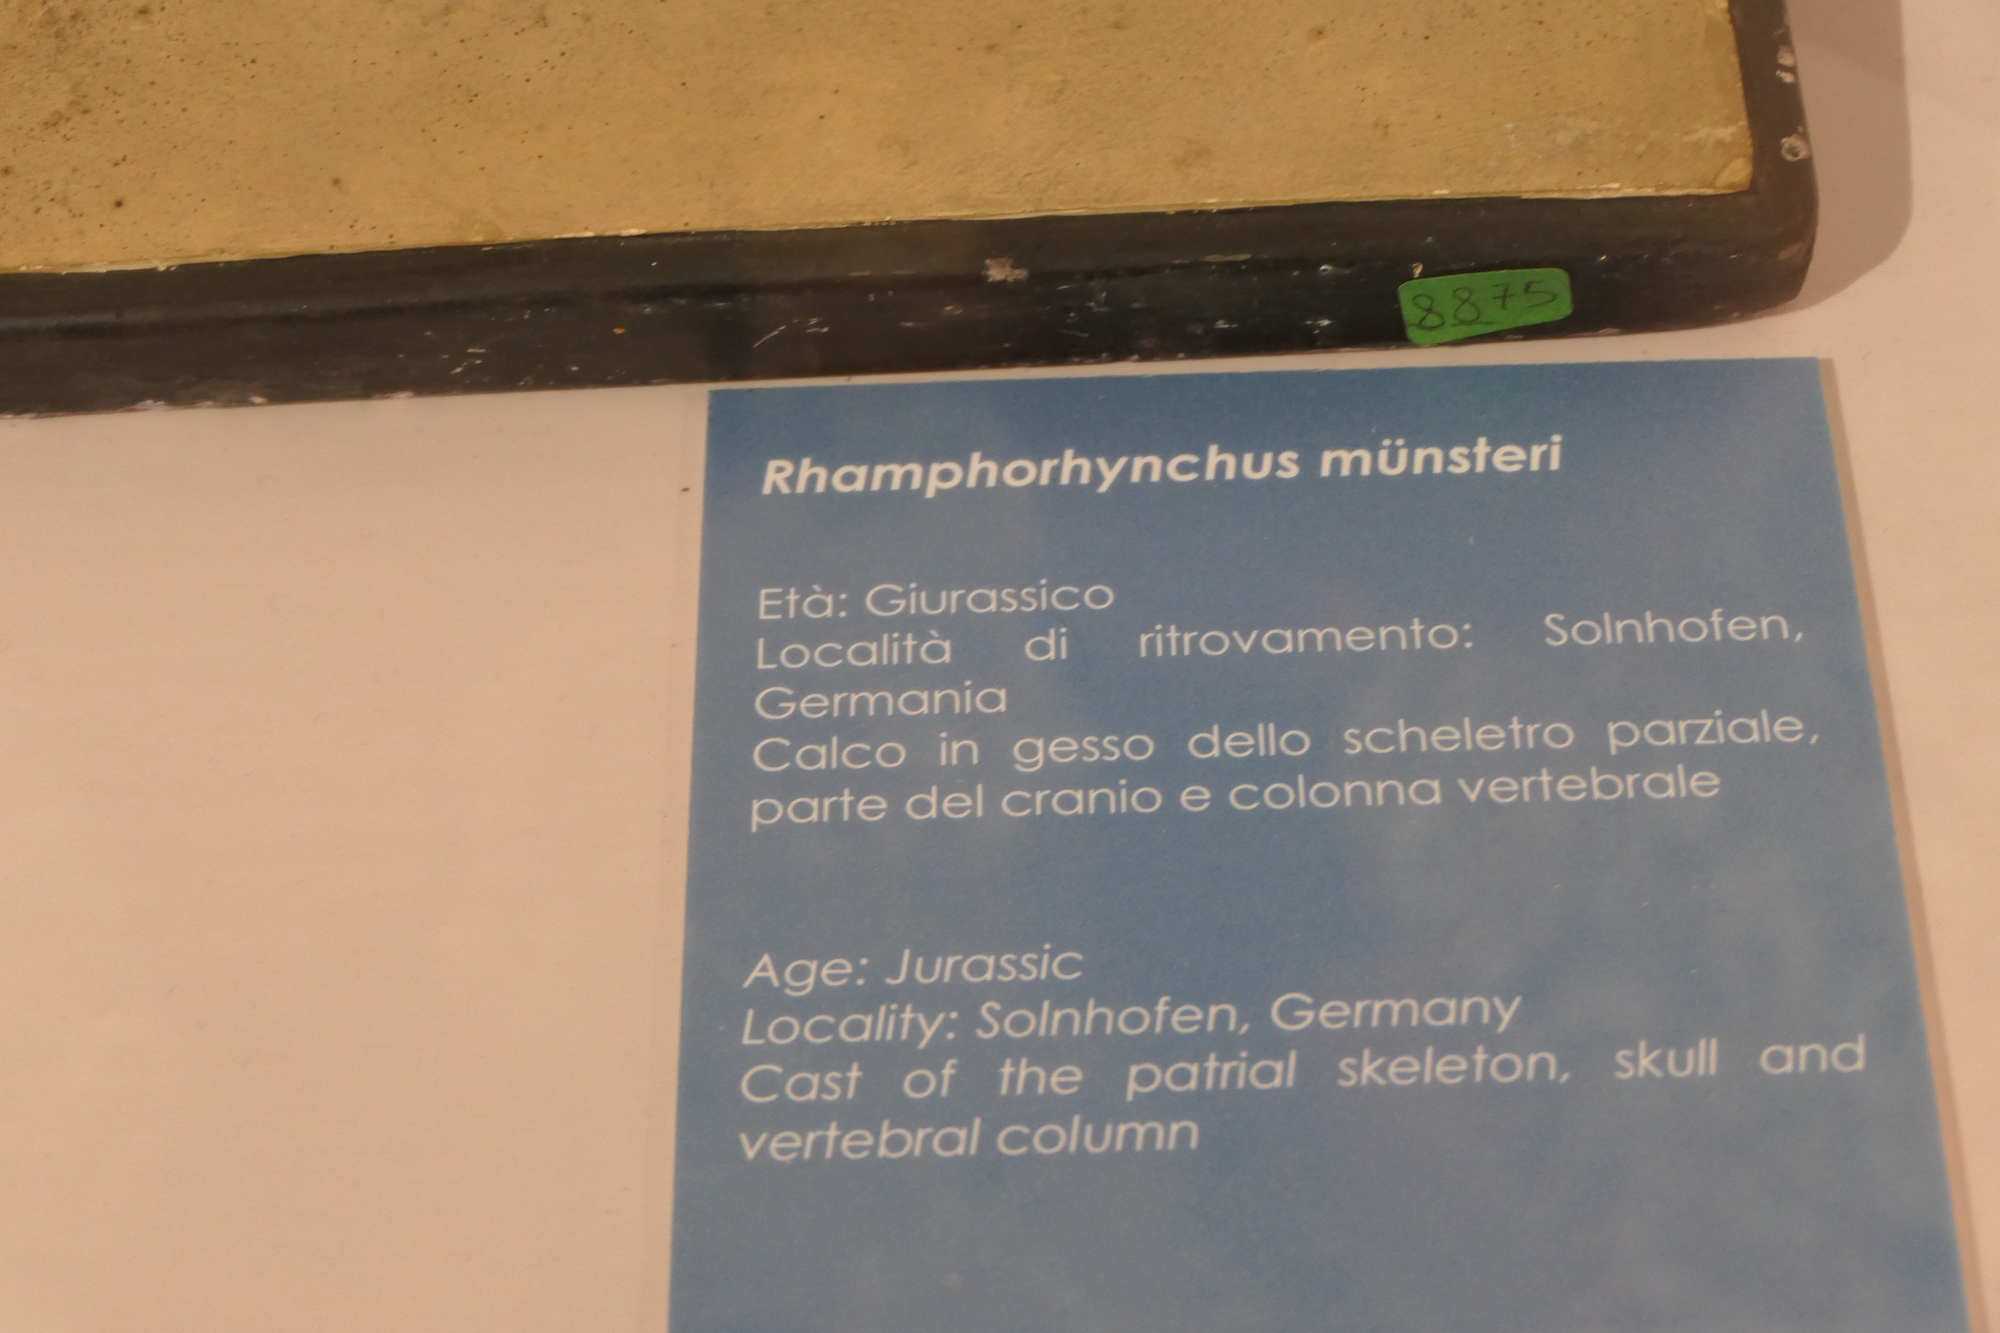 8875
Rhamphorhynchus münsteri
Età: Giurassico
Località di ritrovamento: Solnhofen,
Germania
Calco in gesso dello scheletro parziale,
parte del cranio e colonna vertebrale
Age: Jurassic
Locality: Solnhofen, Germany
Cast of the patrial skeleton, skull and
vertebral column